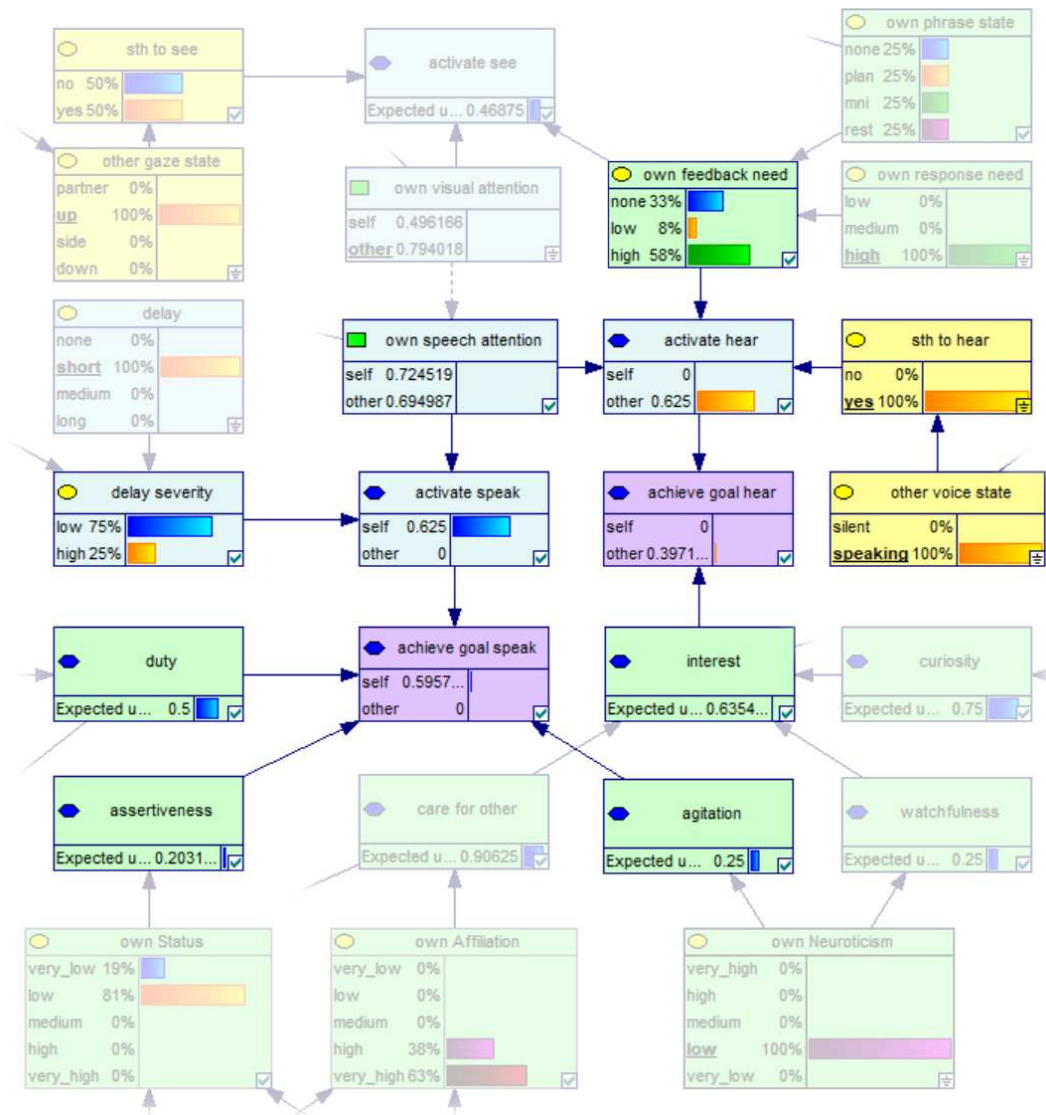 sth to see
no 50%
yes 50%
activate see
Expected u... 0.46875
own phrase state
none 25%
plan 25%
mni 25%
rest 25%
other gaze state
partner 0%
up 100%
side 0%
down 0%
own visual attention
self 0.496166
other 0.794018
own feedback need
none 33%
low 8%
high 58%
own response need
low 0%
medium 0%
high 100%
delay
none 0%
short 100%
medium 0%
long 0%
own speech attention
self 0.724519
other 0.694987
activate hear
self 0
other 0.625
sth to hear
no 0%
yes 100%
delay severity
low 75%
high 25%
activate speak
self 0.625
other 0
achieve goal hear
self 0
other 0.3971...
other voice state
silent 0%
speaking 100%
duty
Expected u... 0.5
achieve goal speak
self 0.5957...
other 0
interest
Expected u... 0.6354...
curiosity
Expected u... 0.75
assertiveness
Expected u... 0.2031...
care for other
Expected u... 0.90625
agitation
Expected u... 0.25
watchfulness
Expected u... 0.25
own Status
very_low 19%
low 81%
medium 0%
high 0%
very_high 0%
own Affiliation
very_low 0%
low 0%
medium 0%
high 38%
very_high 63%
own Neuroticism
very_high 0%
high 0%
medium 0%
low 100%
very_low 0%